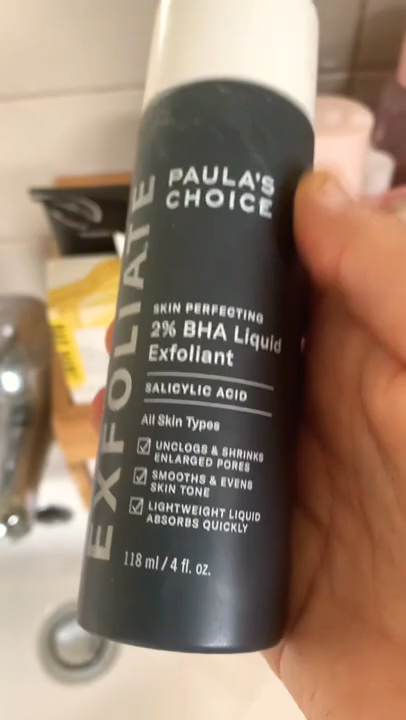 EXFOLIATE
PAULA'S
CHOICE
SKIN PERFECTING
2% BHA Liquid
Exfoliant
SALICYLIC ACID
All Skin Types
UNCLOGS & SHRINKS
ENLARGED PORES
SMOOTHS & EVENS
SKIN TONE
LIGHTWEIGHT LIQUID
ABSORBS QUICKLY
118 ml / 4 fl. oz.